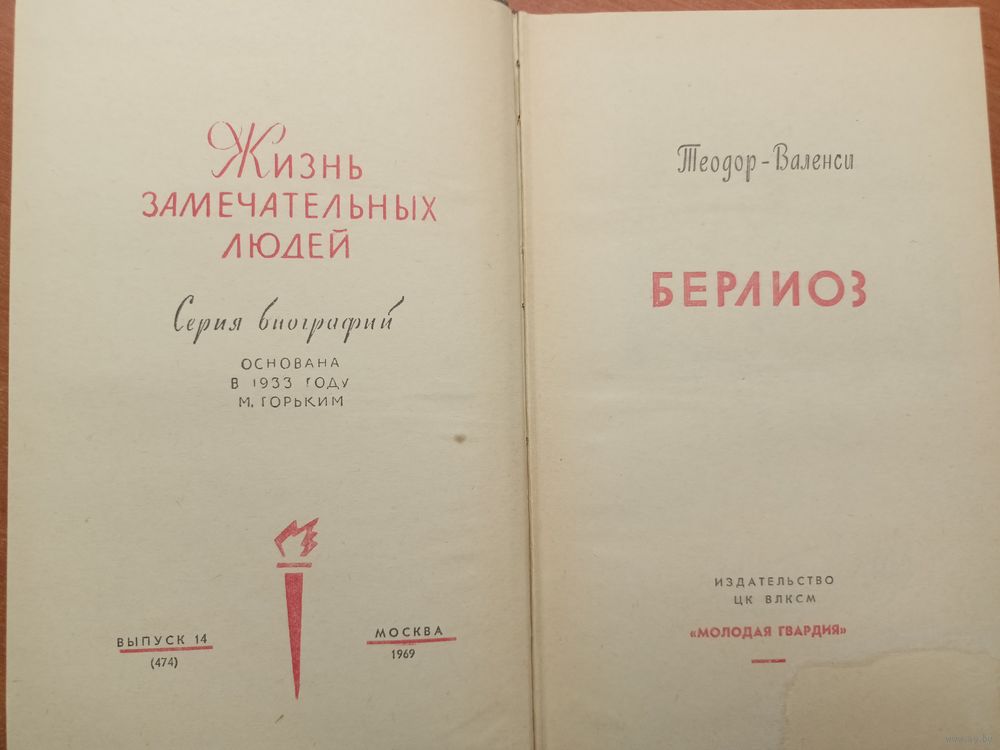 Жизнь
ЗАМЕЧАТЕЛЬНЫХ
ЛЮДЕЙ
Серия биографий
ОСНОВАНА
В 1933 ГОДУ
М. ГОРЬКИМ
ВЫПУСК 14
(474)
МОСКВА
1969
Теодор-Валенси
БЕРЛИОЗ
ИЗДАТЕЛЬСТВО
ЦК ВЛКСМ
«МОЛОДАЯ ГВАРДИЯ»